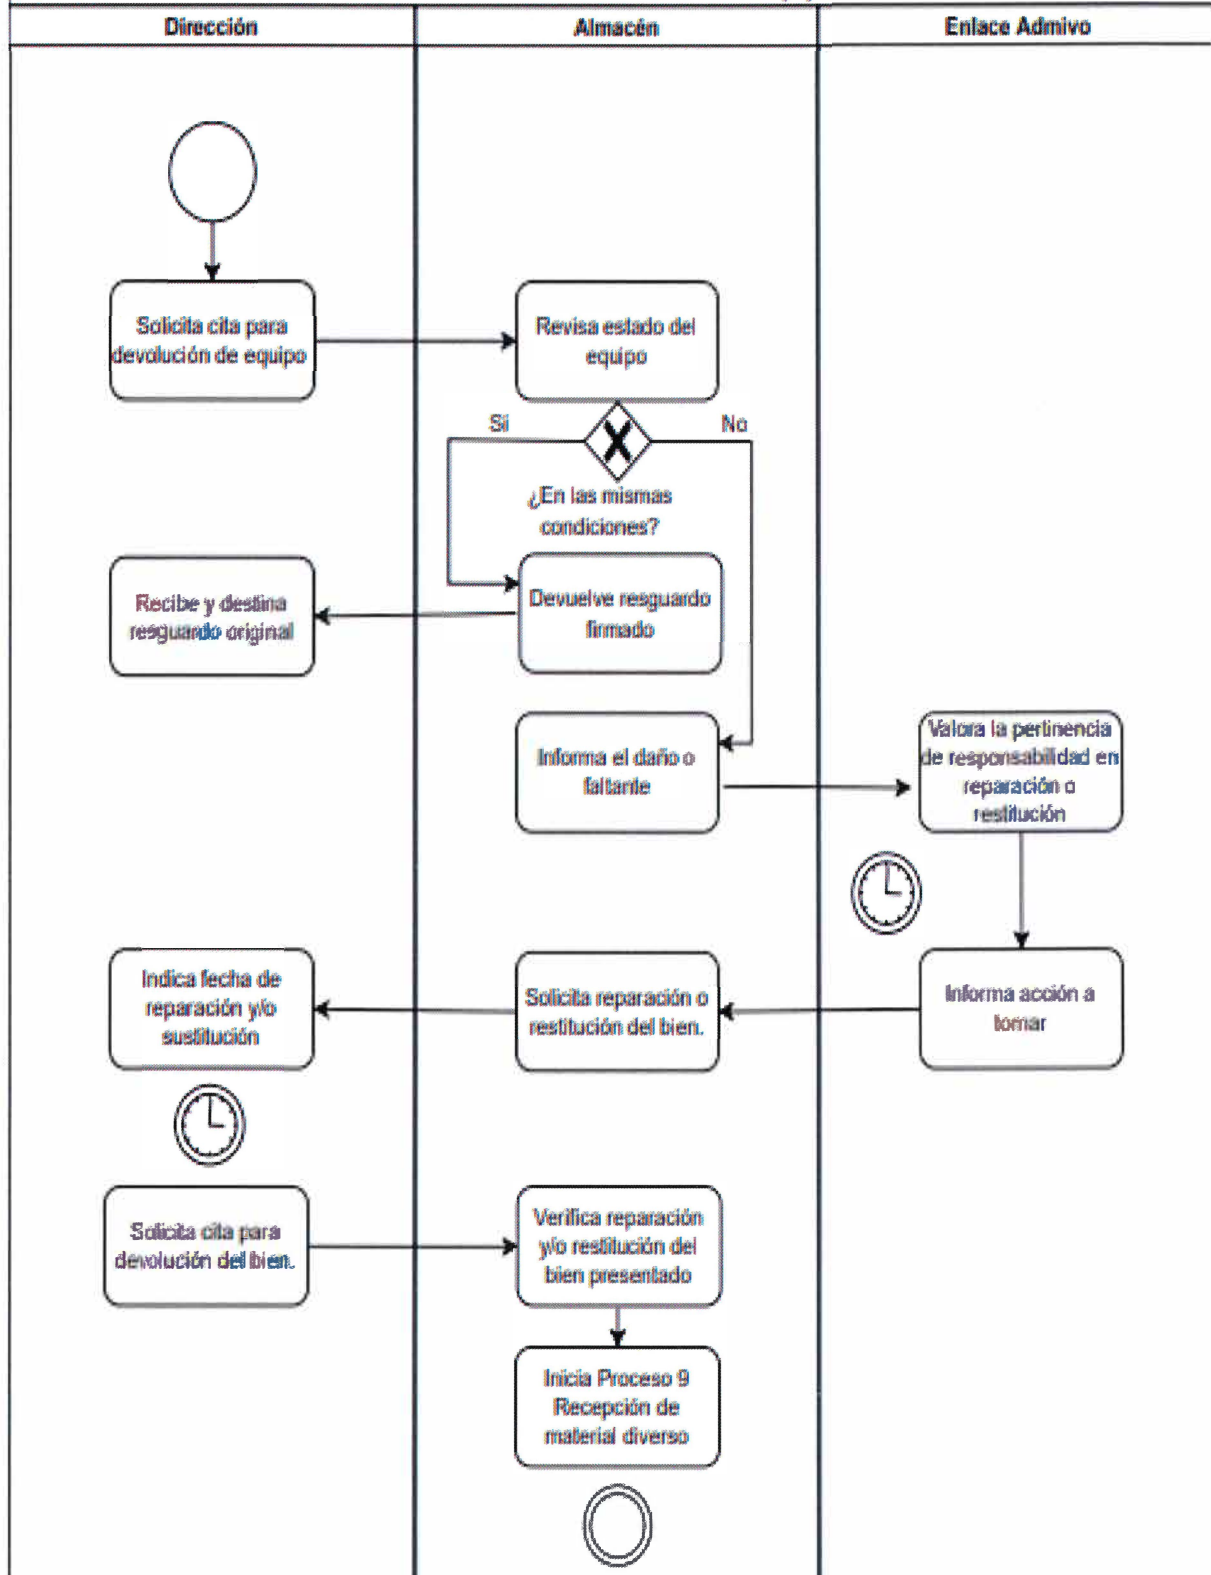 Dirección
Almacén
Enlace Admivo
Solicita cita para
devolución de equipo
Revisa estado del
equipo
Si
No
¿En las mismas
condiciones?
Recibe y destina
resguardo original
Devuelve resguardo
firmado
Informa el daño o
faltante
Valora la pertinencia
de responsabilidad en
reparación o
restitución
Indica fecha de
reparación y/o
sustitución
Solicita reparación o
restitución del bien.
Informa acción a
tomar
Solicita cita para
devolución del bien.
Verifica reparación
y/o restitución del
bien presentado
Inicia Proceso 9
Recepción de
material diverso